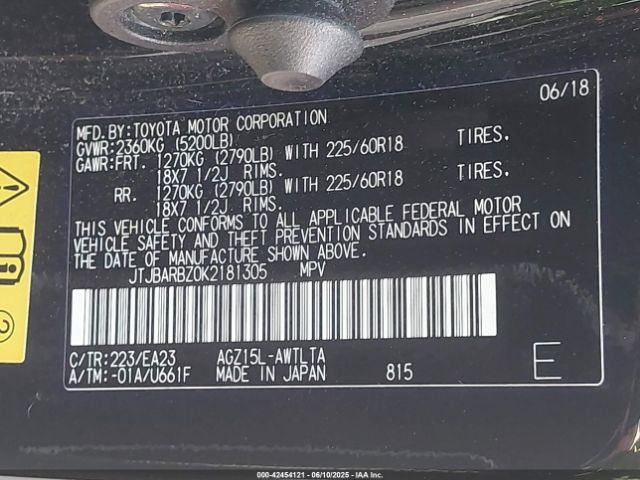 06/18
MFD.BY:TOYOTA MOTOR CORPORATION
GVWR:2360KG (5200LB)
GAWR:FRT. 1270KG (2790LB) WITH 225/60R18 TIRES.
18X7 1/2J RIMS.
RR. 1270KG (2790LB) WITH 225/60R18 TIRES.
18X7 1/2J RIMS.
THIS VEHICLE CONFORMS TO ALL APPLICABLE FEDERAL MOTOR
VEHICLE SAFETY AND THEFT PREVENTION STANDARDS IN EFFECT ON
THE DATE OF MANUFACTURE SHOWN ABOVE.
JTJBARBZ0K2181305 MPV
C/TR:223/EA23 AGZ15L-AWTLTA
A/TM:-01A/U661F MADE IN JAPAN 815 E
2
000-42454121 - 06/10/2025 - IAA Inc.